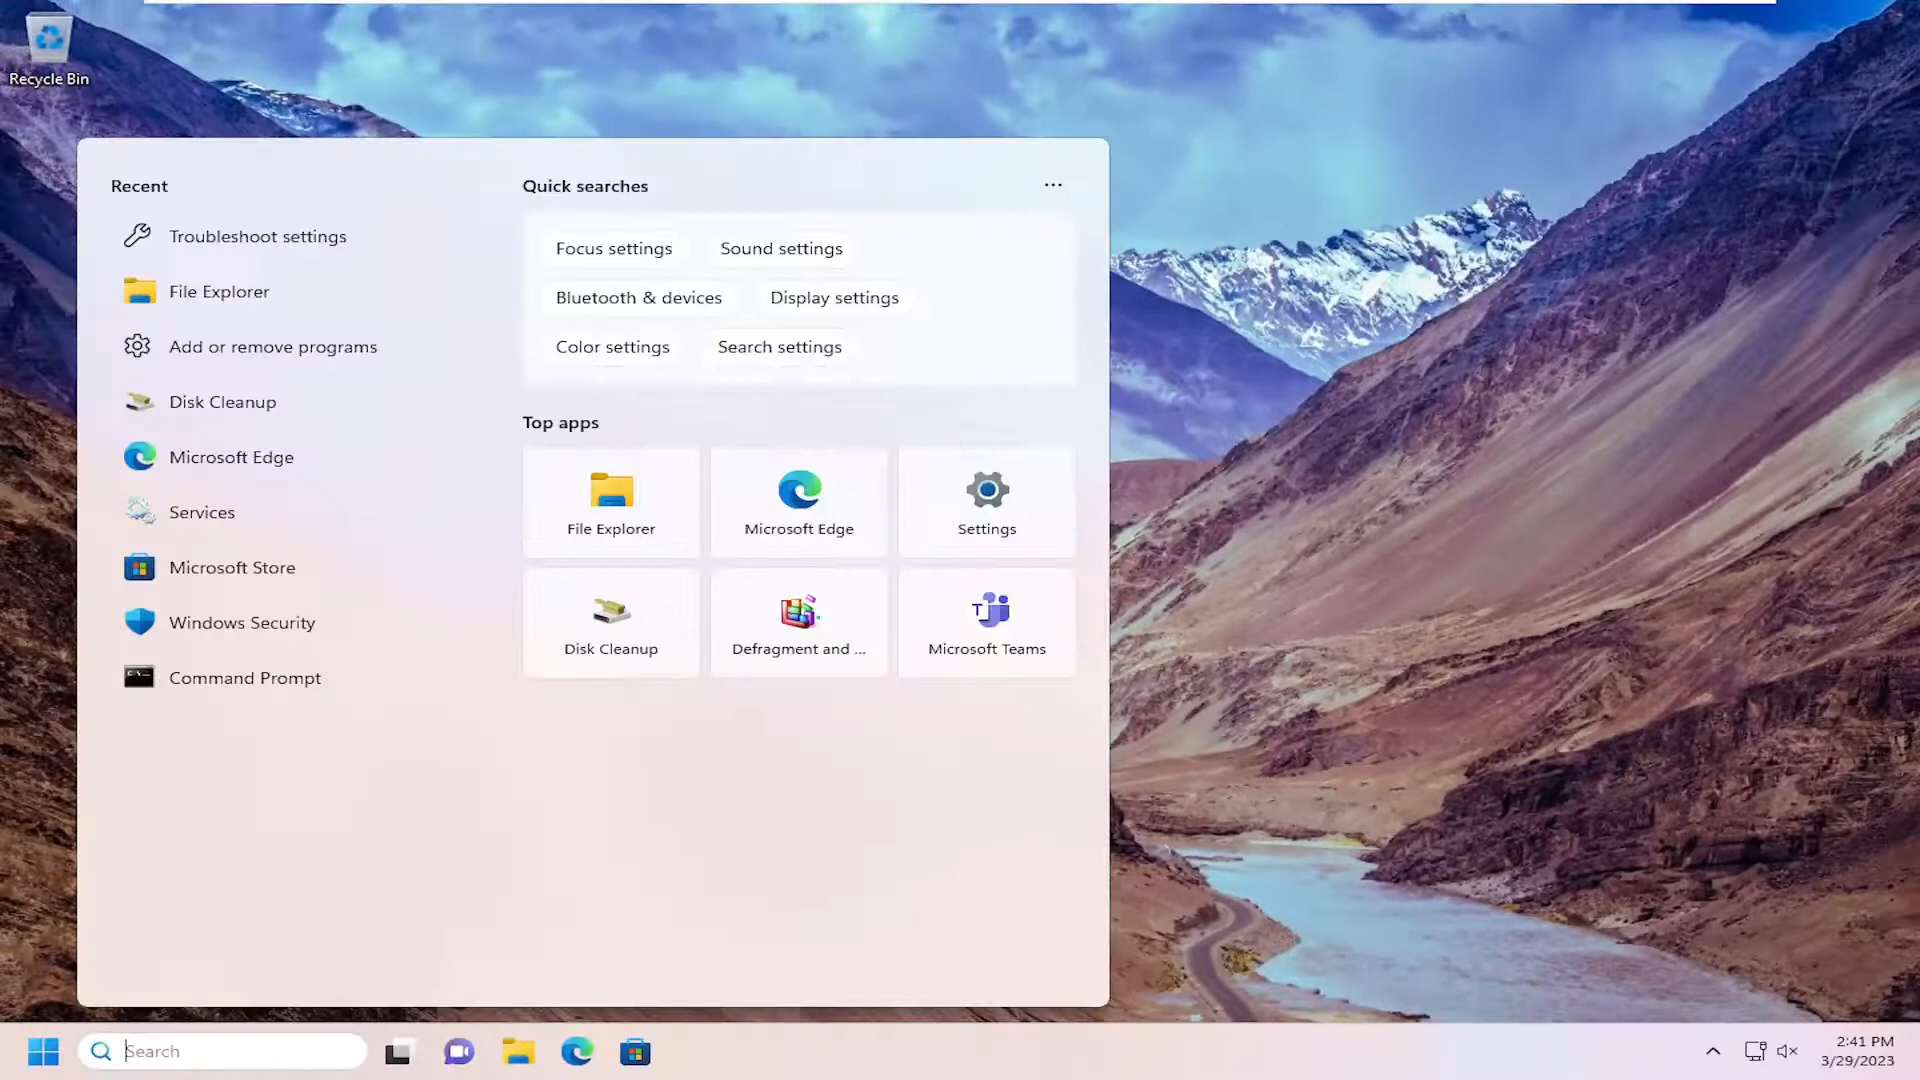 Recycle Bin
Recent
Troubleshoot settings
File Explorer
Add or remove programs
Disk Cleanup
Microsoft Edge
Services
Microsoft Store
Windows Security
Command Prompt
Quick searches
Focus settings
Sound settings
Bluetooth & devices
Display settings
Color settings
Search settings
Top apps
File Explorer
Microsoft Edge
Settings
Disk Cleanup
Defragment and ...
Microsoft Teams
Search
2:41 PM
3/29/2023